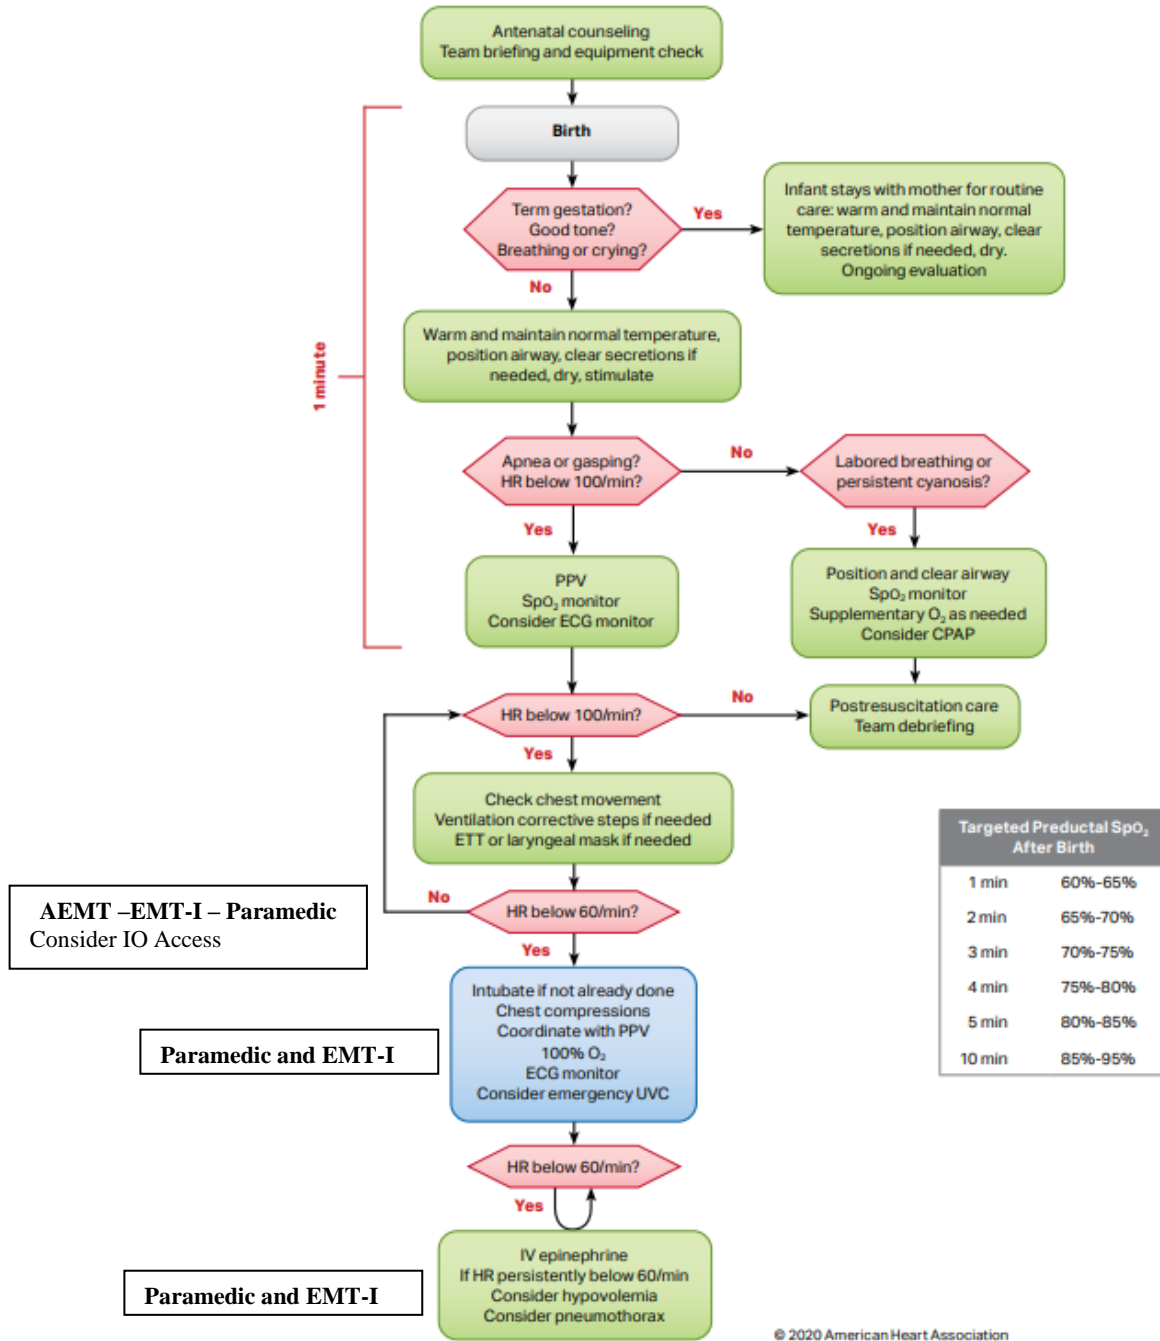 Antenatal counseling
Team briefing and equipment check
Birth
Term gestation?
Good tone?
Breathing or crying?
Yes
Infant stays with mother for routine
care: warm and maintain normal
temperature, position airway, clear
secretions if needed, dry.
Ongoing evaluation
No
Warm and maintain normal temperature,
position airway, clear secretions if
needed, dry, stimulate
1 minute
Apnea or gasping?
HR below 100/min?
No
Labored breathing or
persistent cyanosis?
Yes
Yes
PPV
SpO₂ monitor
Consider ECG monitor
Position and clear airway
SpO₂ monitor
Supplementary O₂ as needed
Consider CPAP
HR below 100/min?
No
Postresuscitation care
Team debriefing
Yes
Check chest movement
Ventilation corrective steps if needed
ETT or laryngeal mask if needed
Targeted Preductal SpO₂
After Birth
1 min 60%-65%
2 min 65%-70%
3 min 70%-75%
4 min 75%-80%
5 min 80%-85%
10 min 85%-95%
AEMT –EMT-I – Paramedic
Consider IO Access
No
HR below 60/min?
Yes
Intubate if not already done
Chest compressions
Coordinate with PPV
100% O₂
ECG monitor
Consider emergency UVC
Paramedic and EMT-I
HR below 60/min?
Yes
IV epinephrine
If HR persistently below 60/min
Consider hypovolemia
Consider pneumothorax
Paramedic and EMT-I
© 2020 American Heart Association